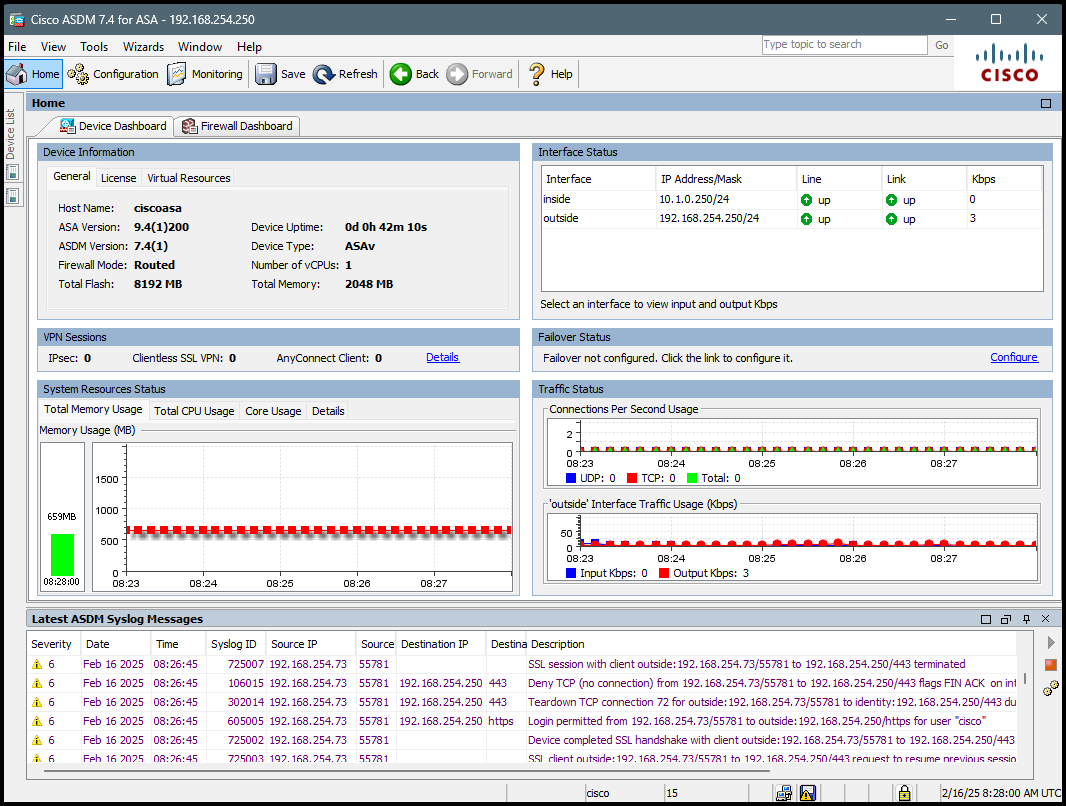 Cisco ASDM 7.4 for ASA - 192.168.254.250
File View Tools Wizards Window Help
Type topic to search Go
CISCO
Home Configuration Monitoring Save Refresh Back Forward Help
Device List
Home
Device Dashboard Firewall Dashboard
Device Information
General License Virtual Resources
Host Name: ciscoasa
ASA Version: 9.4(1)200 Device Uptime: 0d 0h 42m 10s
ASDM Version: 7.4(1) Device Type: ASAv
Firewall Mode: Routed Number of vCPUs: 1
Total Flash: 8192 MB Total Memory: 2048 MB
Interface Status
Interface IP Address/Mask Line Link Kbps
inside 10.1.0.250/24 up up 0
outside 192.168.254.250/24 up up 3
Select an interface to view input and output Kbps
VPN Sessions
IPsec: 0 Clientless SSL VPN: 0 AnyConnect Client: 0 Details
Failover Status
Failover not configured. Click the link to configure it. Configure
System Resources Status
Total Memory Usage Total CPU Usage Core Usage Details
Memory Usage (MB)
659MB
08:28:00
1500
1000
500
0
08:23 08:24 08:25 08:26 08:27
Traffic Status
Connections Per Second Usage
2
0
08:23 08:24 08:25 08:26 08:27
UDP: 0 TCP: 0 Total: 0
'outside' Interface Traffic Usage (Kbps)
50
0
08:23 08:24 08:25 08:26 08:27
Input Kbps: 0 Output Kbps: 3
Latest ASDM Syslog Messages
Severity Date Time Syslog ID Source IP Source Destination IP Destina Description
6 Feb 16 2025 08:26:45 725007 192.168.254.73 55781 SSL session with client outside:192.168.254.73/55781 to 192.168.254.250/443 terminated
6 Feb 16 2025 08:26:45 106015 192.168.254.73 55781 192.168.254.250 443 Deny TCP (no connection) from 192.168.254.73/55781 to 192.168.254.250/443 flags FIN ACK on int
6 Feb 16 2025 08:26:45 302014 192.168.254.73 55781 192.168.254.250 443 Teardown TCP connection 72 for outside:192.168.254.73/55781 to identity:192.168.254.250/443 du
6 Feb 16 2025 08:26:45 605005 192.168.254.73 55781 192.168.254.250 https Login permitted from 192.168.254.73/55781 to outside:192.168.254.250/https for user "cisco"
6 Feb 16 2025 08:26:45 725002 192.168.254.73 55781 Device completed SSL handshake with client outside:192.168.254.73/55781 to 192.168.254.250/443
6 Feb 16 2025 08:26:45 725003 192.168.254.73 55781 SSL client outside:192.168.254.73/55781 to 192.168.254.250/443 request to resume previous sessio
cisco 15 2/16/25 8:28:00 AM UTC